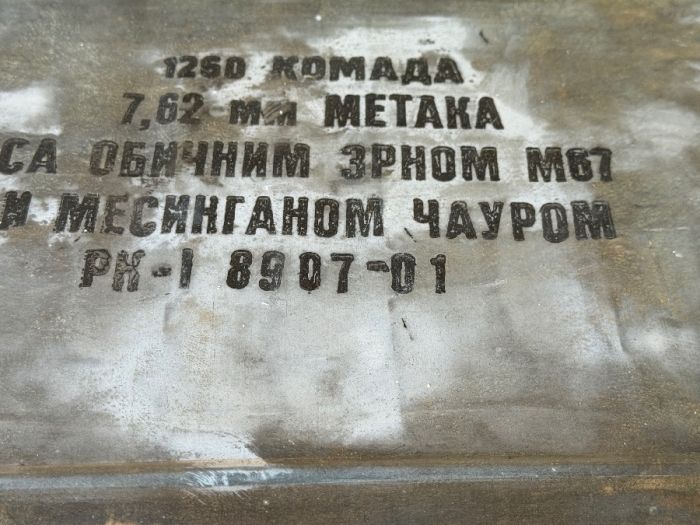 1260 КОМАДА
7,62 мм МЕТАКА
СА ОБИЧНИМ ЗРНОМ М67
И МЕСИНГАНОМ ЧАУРОМ
РК-1 8907-01